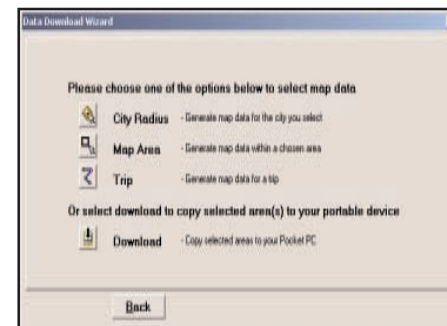 Data Download Wizard
Please choose one of the options below to select map data
City Radius - Generate map data for the city you select
Map Area - Generate map data within a chosen area
Trip - Generate map data for a trip
Or select download to copy selected area(s) to your portable device
Download - Copy selected areas to your Pocket PC
Back